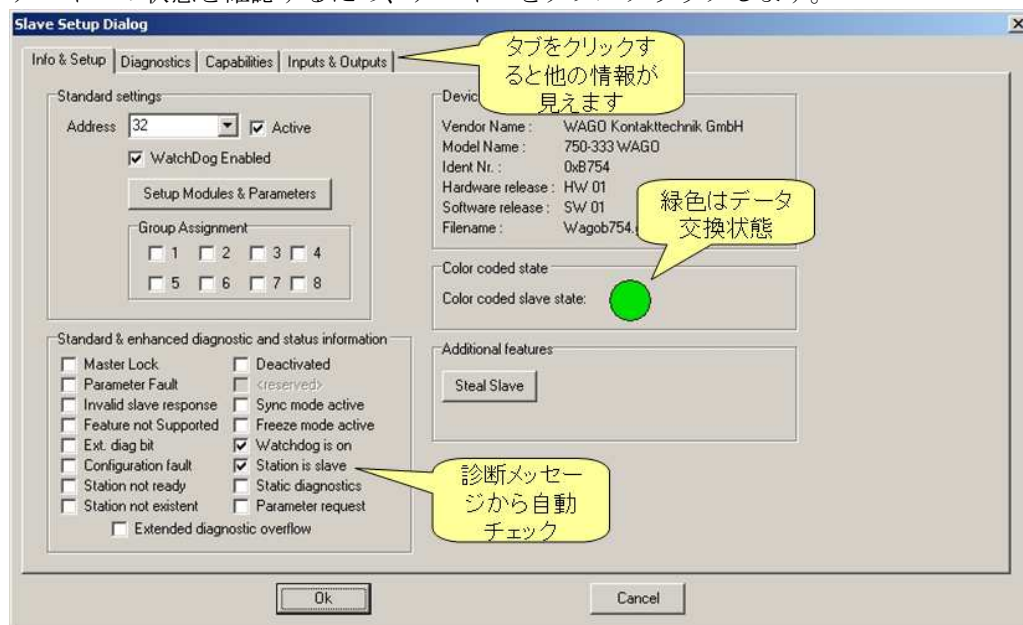 Slave Setup Dialog
Info & Setup
Diagnostics
Capabilities
Inputs & Outputs
タブをクリックす
ると他の情報が
見えます
Standard settings
Address 32 Active
WatchDog Enabled
Setup Modules & Parameters
Group Assignment
1 2 3 4
5 6 7 8
Vendor Name : WAGO Kontakttechnik GmbH
Model Name : 750-333 WAGO
Ident Nr. : 0xB754
Hardware release : HW 01
Software release : SW 01
Filename : Wagob754.
緑色はデータ
交換状態
Color coded state
Color coded slave state:
Standard & enhanced diagnostic and status information
Master Lock Deactivated
Parameter Fault <reserved>
Invalid slave response Sync mode active
Feature not Supported Freeze mode active
Ext. diag bit Watchdog is on
Configuration fault Station is slave
Station not ready Static diagnostics
Station not existent Parameter request
Extended diagnostic overflow
Additional features
Steal Slave
診断メッセー
ジから自動
チェック
Ok
Cancel